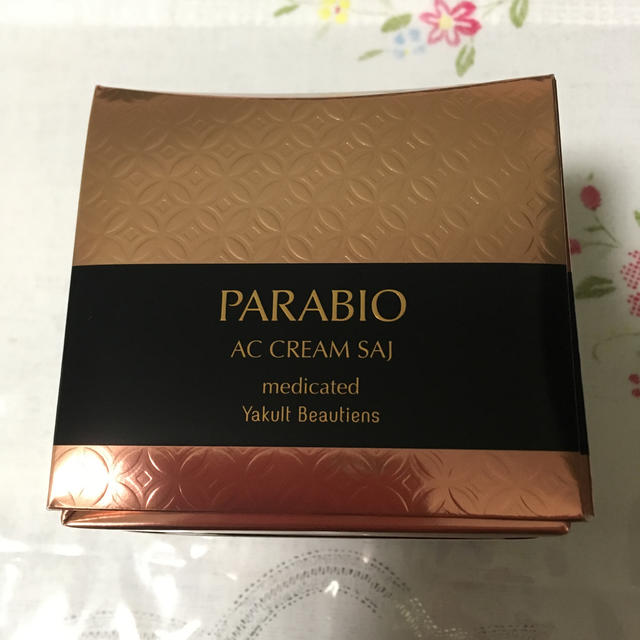 PARABIO
AC CREAM SAJ
medicated
Yakult Beautiens